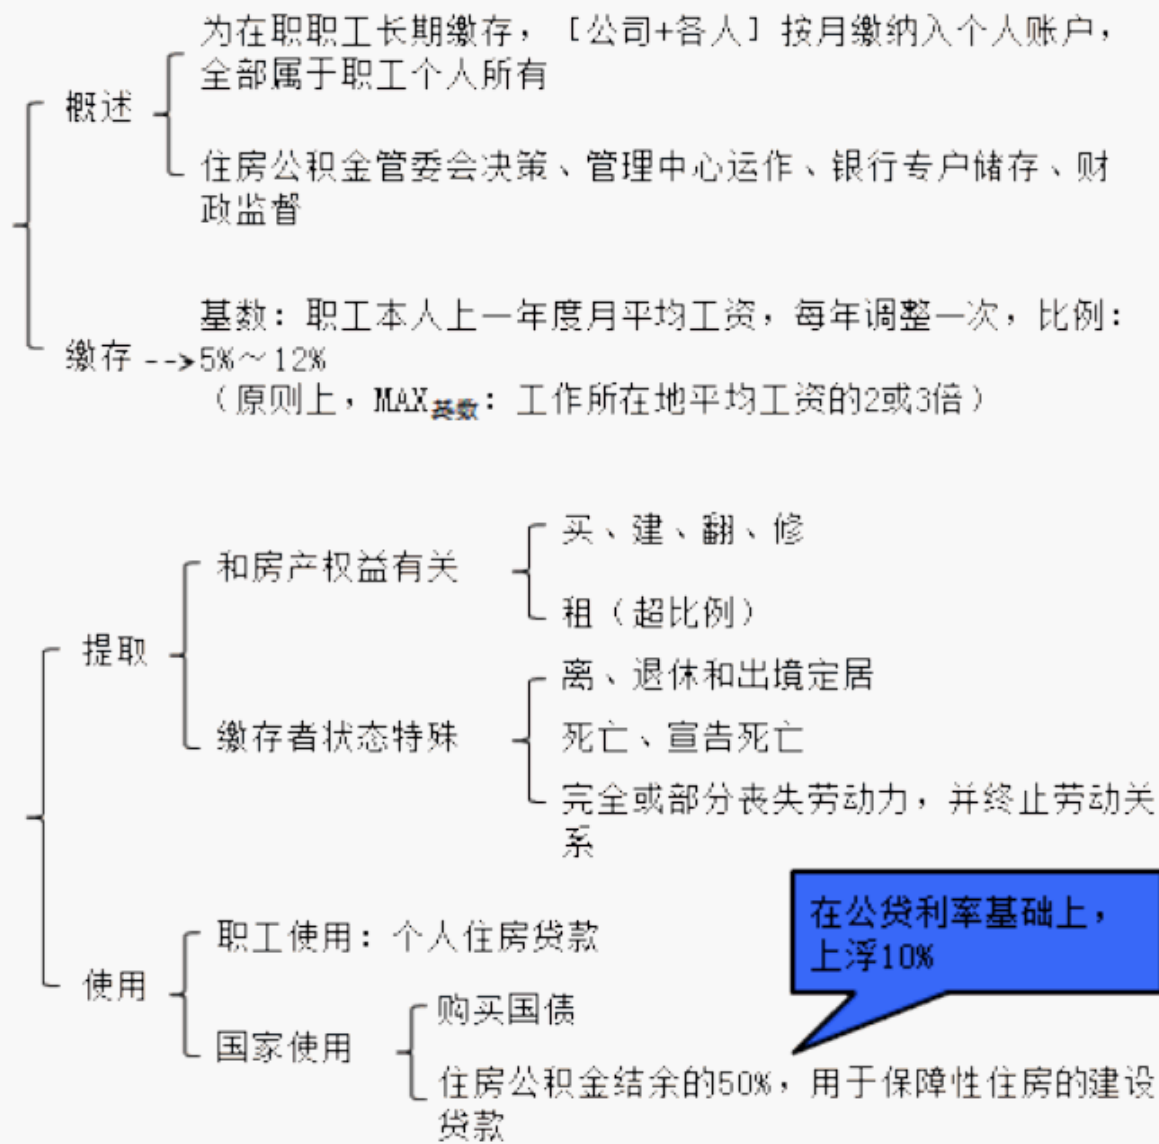 为在职职工长期缴存，［公司+各人］按月缴纳入个人账户，
全部属于职工个人所有
概述
住房公积金管委会决策、管理中心运作、银行专户储存、财
政监督
基数：职工本人上一年度月平均工资，每年调整一次，比例：
缴存 --> 5%～12%
（原则上，MAX基数：工作所在地平均工资的2或3倍）
买、建、翻、修
和房产权益有关
租（超比例）
提取
离、退休和出境定居
缴存者状态特殊
死亡、宣告死亡
完全或部分丧失劳动力，并终止劳动关
系
在公贷利率基础上，
上浮10%
职工使用：个人住房贷款
使用
购买国债
国家使用
住房公积金结余的50%，用于保障性住房的建设
贷款